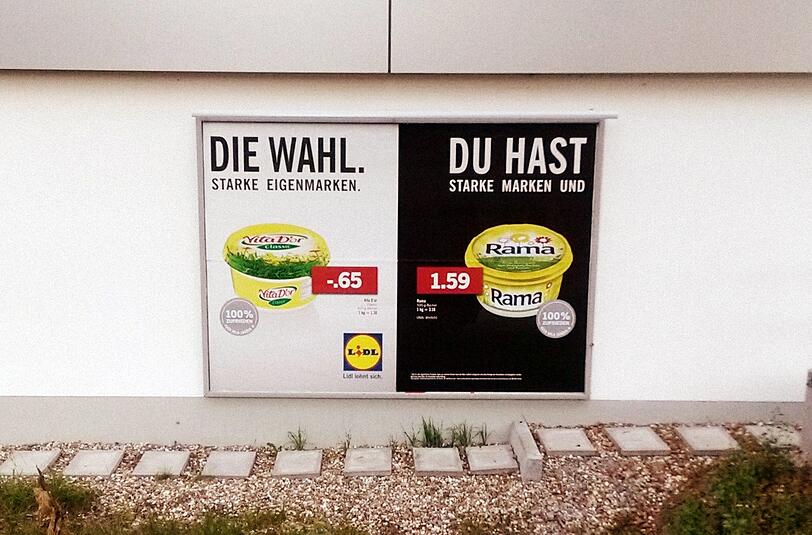 DIE WAHL.
STARKE EIGENMARKEN.
Vita D'or
Classic
Vita D'or
-.65
100%
ZUFRIEDEN
LIDL
Lidl lohnt sich.
DU HAST
STARKE MARKEN UND
Rama
Rama
1.59
Rama
100%
ZUFRIEDEN